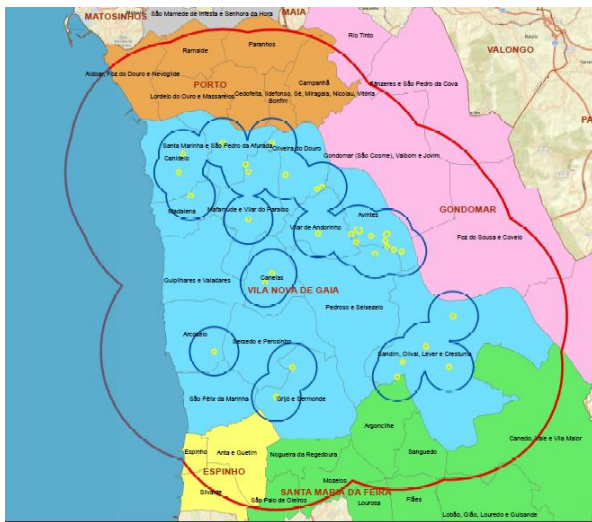 MATOSINHOS
São Mamede de Infesta e Senhora da Hora
MAIA
Rio Tinto
VALONGO
Ramalde
Paranhos
Aldoar, Foz do Douro e Nevogilde
PORTO
Campanhã
Fânzeres e São Pedro da Cova
Lordelo do Ouro e Massarelos
Cedofeita, Ildefonso, Sé, Miragaia, Nicolau, Vitória
Bonfim
PA
Santa Marinha e São Pedro da Afurada
Oliveira do Douro
Canidelo
Gondomar (São Cosme), Valbom e Jovim
Madalena
Mafamude e Vilar do Paraíso
Avintes
GONDOMAR
Vilar de Andorinho
Foz do Sousa e Covelo
Gulpilhares e Valadares
Canelas
VILA NOVA DE GAIA
Pedroso e Seixezelo
Arcozelo
Serzedo e Perosinho
Sandim, Olival, Lever e Crestuma
São Félix da Marinha
Grijó e Sermonde
Argoncilhe
Canedo, Vale e Vila Maior
Espinho
Anta e Guetim
Nogueira da Regedoura
Sanguedo
ESPINHO
Mozelos
Silvalde
SANTA MARIA DA FEIRA
São Paio de Oleiros
Lourosa
Fiães
Lobão, Gião, Louredo e Guisande